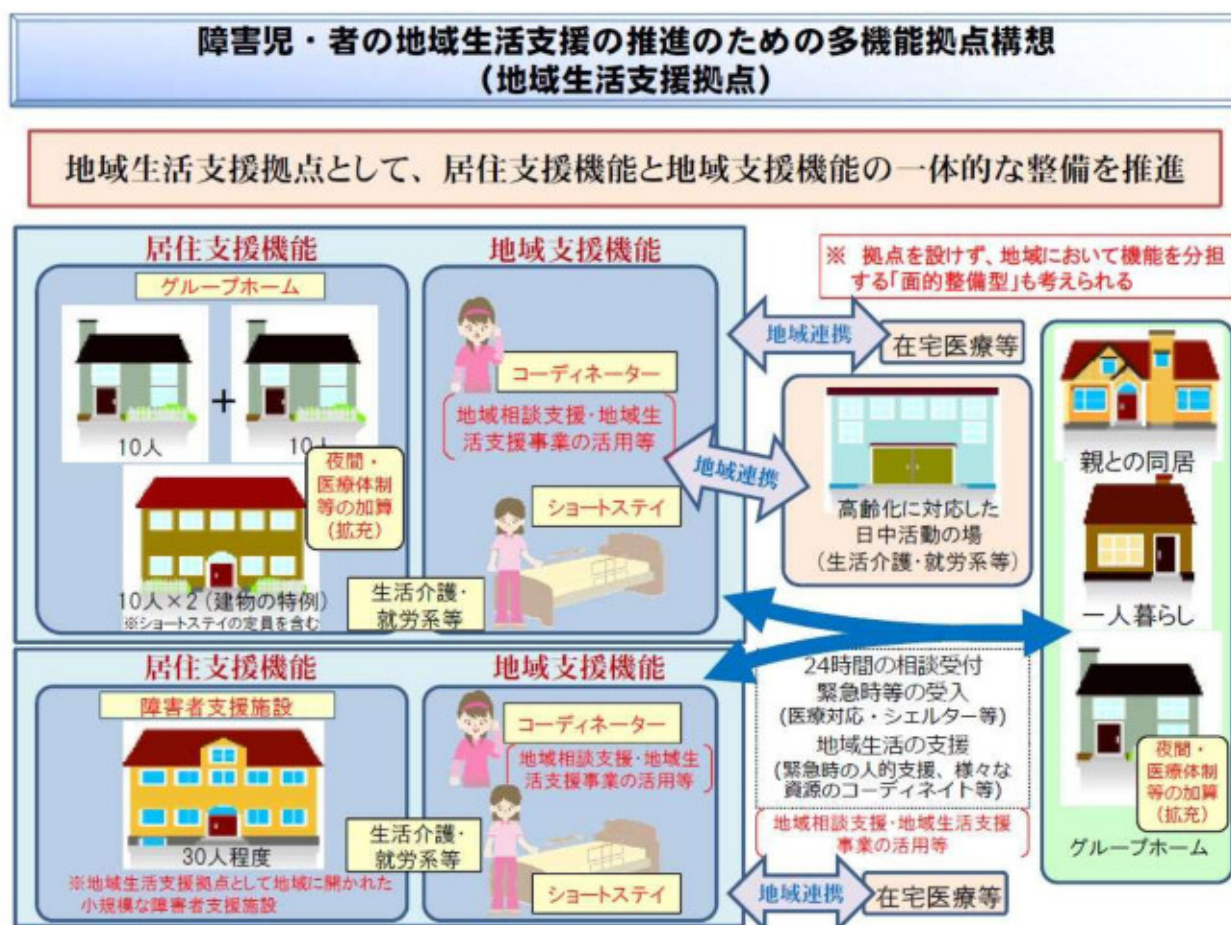 障害児・者の地域生活支援の推進のための多機能拠点構想
（地域生活支援拠点）
地域生活支援拠点として、居住支援機能と地域支援機能の一体的な整備を推進
居住支援機能
グループホーム
10人
+
10人
夜間・
医療体制
等の加算
(拡充)
10人×2 (建物の特例)
※ショートステイの定員を含む
地域支援機能
コーディネーター
地域相談支援・地域生
活支援事業の活用等
ショートステイ
生活介護・
就労系等
※ 拠点を設けず、地域において機能を分担
する「面的整備型」も考えられる
地域連携
在宅医療等
地域連携
高齢化に対応した
日中活動の場
(生活介護・就労系等)
親との同居
一人暮らし
夜間・
医療体制
等の加算
(拡充)
グループホーム
居住支援機能
障害者支援施設
30人程度
※地域生活支援拠点として地域に開かれた
小規模な障害者支援施設
地域支援機能
コーディネーター
地域相談支援・地域生
活支援事業の活用等
生活介護・
就労系等
ショートステイ
24時間の相談受付
緊急時等の受入
(医療対応・シェルター等)
地域生活の支援
(緊急時の人的支援、様々な
資源のコーディネイト等)
地域相談支援・地域生活支援
事業の活用等
地域連携
在宅医療等